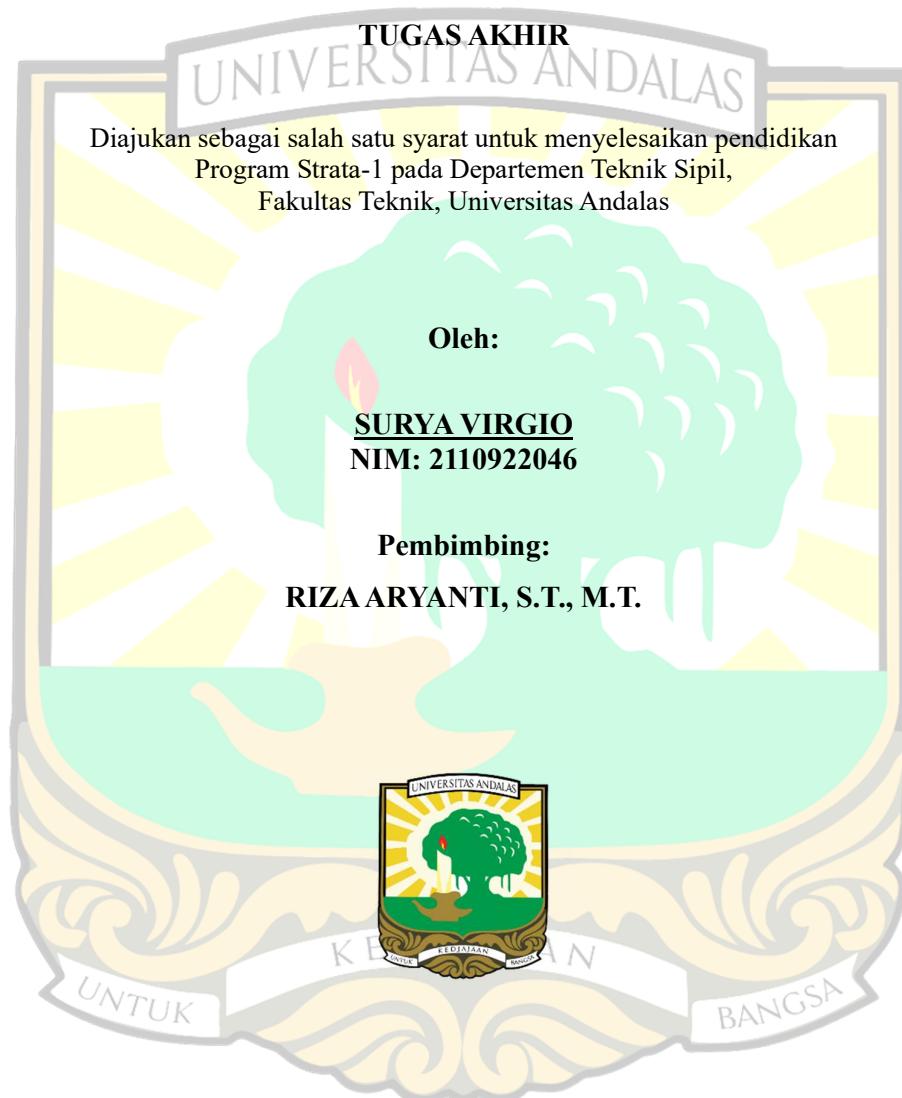 TUGAS AKHIR
UNIVERSITAS ANDALAS
Diajukan sebagai salah satu syarat untuk menyelesaikan pendidikan
Program Strata-1 pada Departemen Teknik Sipil,
Fakultas Teknik, Universitas Andalas
Oleh:
SURYA VIRGIO
NIM: 2110922046
Pembimbing:
RIZA ARYANTI, S.T., M.T.
UNIVERSITAS ANDALAS
UNTUK KEDJAJAAN BANGSA
UNTUK KE AN BANGSA